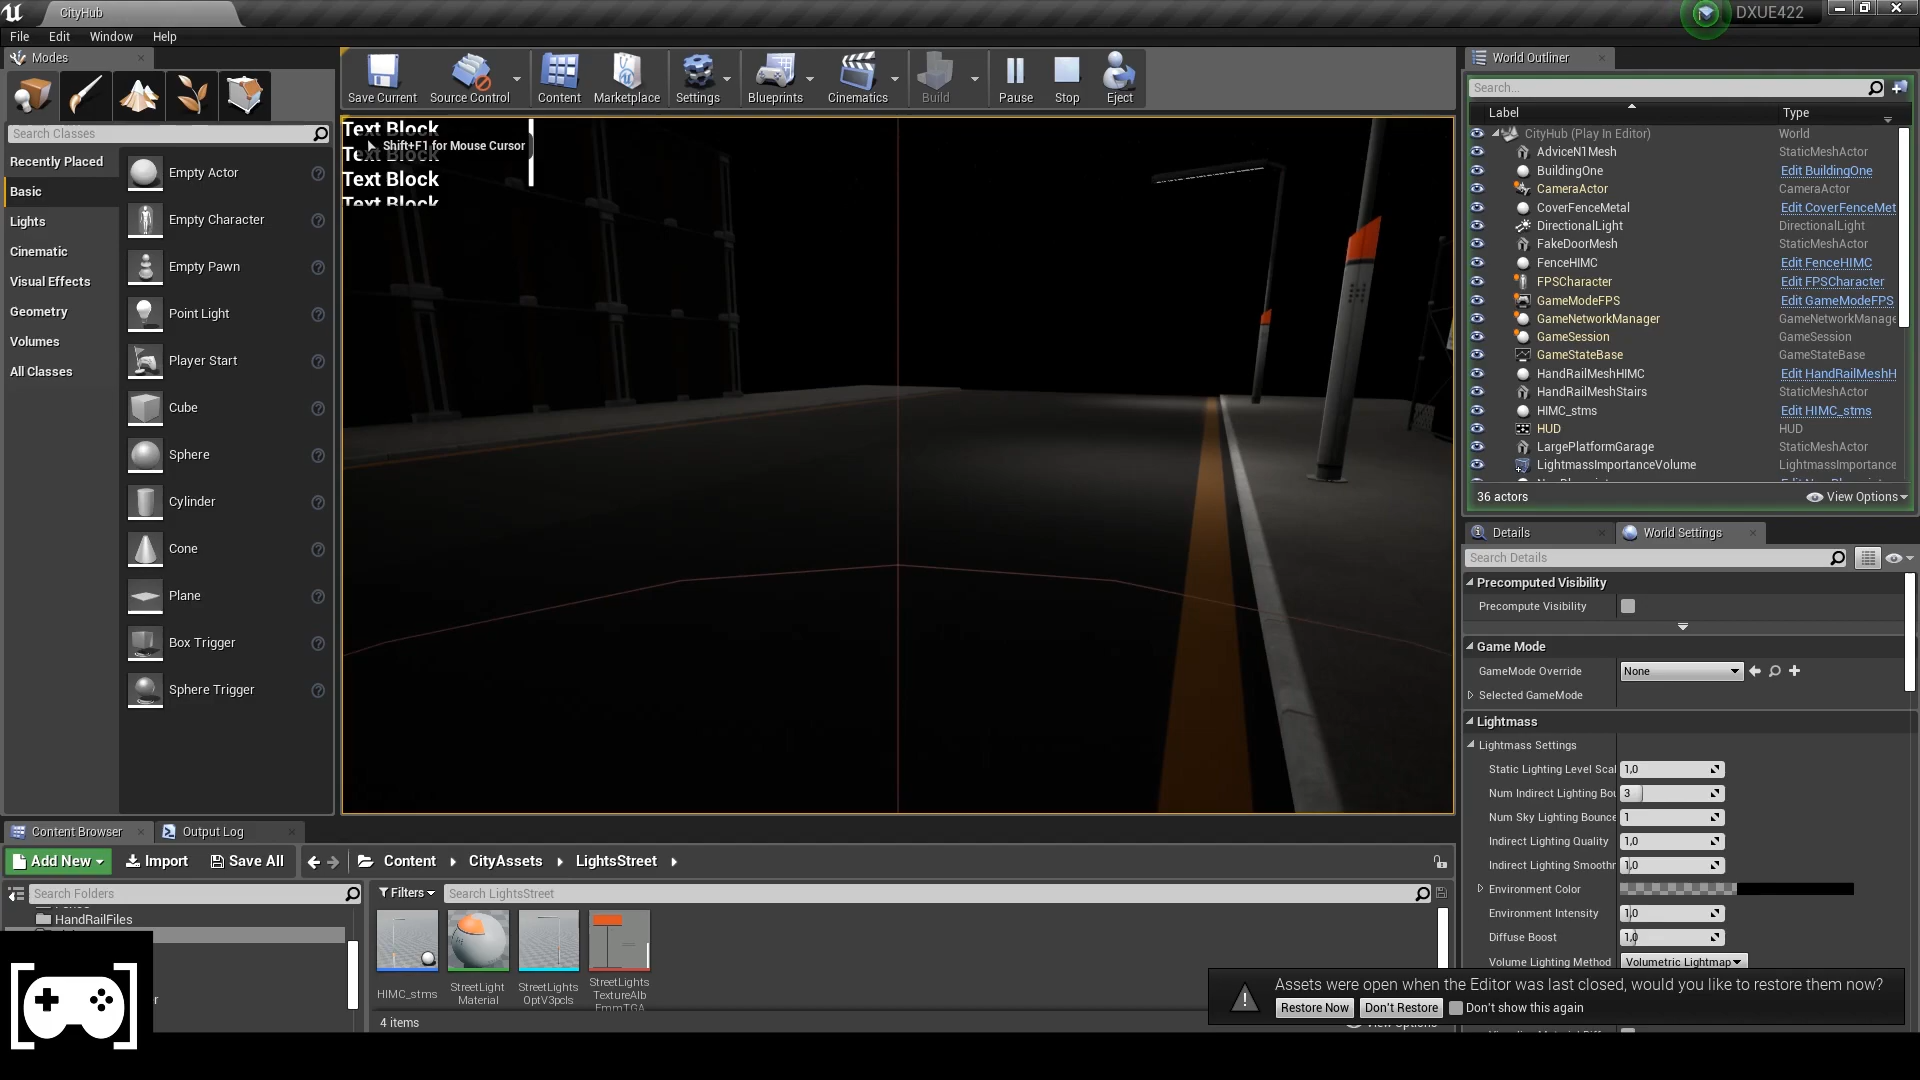 CityHub
DXUE422
File Edit Window Help
Modes
Search Classes
Recently Placed
Basic
Lights
Cinematic
Visual Effects
Geometry
Volumes
All Classes
Empty Actor
Empty Character
Empty Pawn
Point Light
Player Start
Cube
Sphere
Cylinder
Cone
Plane
Box Trigger
Sphere Trigger
Save Current Source Control Content Marketplace Settings Blueprints Cinematics Build Pause Stop Eject
Text Block
Shift+F1 for Mouse Cursor
Text
Text Block
Text Block
World Outliner
Search...
Label Type
CityHub (Play In Editor) World
AdviceN1Mesh StaticMeshActor
BuildingOne Edit BuildingOne
CameraActor CameraActor
CoverFenceMetal Edit CoverFenceMet
DirectionalLight DirectionalLight
FakeDoorMesh StaticMeshActor
FenceHIMC Edit FenceHIMC
FPSCharacter Edit FPSCharacter
GameModeFPS Edit GameModeFPS
GameNetworkManager GameNetworkManage
GameSession GameSession
GameStateBase GameStateBase
HandRailMeshHIMC Edit HandRailMeshH
HandRailMeshStairs StaticMeshActor
HIMC_stms Edit HIMC_stms
HUD HUD
LargePlatformGarage StaticMeshActor
LightmassImportanceVolume LightmassImportance
36 actors View Options
Details World Settings
Search Details
Precomputed Visibility
Precompute Visibility
Game Mode
GameMode Override None
Selected GameMode
Lightmass
Lightmass Settings
Static Lighting Level Scal 1,0
Num Indirect Lighting Bou 3
Num Sky Lighting Bounce 1
Indirect Lighting Quality 1,0
Indirect Lighting Smoothn 1,0
Environment Color
Environment Intensity 1,0
Diffuse Boost 1,0
Volume Lighting Method Volumetric Lightmap
Content Browser Output Log
Add New Import Save All Content CityAssets LightsStreet
Search Folders
Filters Search LightsStreet
HandRailFiles
HIMC_stms
StreetLight
Material
StreetLights
OptV3pcls
StreetLights
TextureAlb
EmmTGA
4 items
Assets were open when the Editor was last closed, would you like to restore them now?
Restore Now Don't Restore Don't show this again